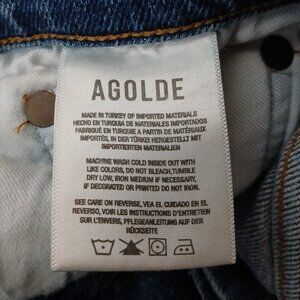 AGOLDE
MADE IN TURKEY OF IMPORTED MATERIALS
HECHO EN TURQUIA DE MATERIALES IMPORTADOS
FABRIQUÉ EN TURQUIE A PARTIR DE MATÉRIAUX
IMPORTÉS, IN DER TÜRKEI HERGESTELLT MIT
IMPORTIERTEN MATERIALIEN
MACHINE WASH COLD INSIDE OUT WITH
LIKE COLORS, DO NOT BLEACH, TUMBLE
DRY LOW, IRON MEDIUM IF NECESSARY.
IF DECORATED OR PRINTED DO NOT IRON.
SEE CARE ON REVERSE, VEA EL CUIDADO EN EL
REVERSO, VOIR LES INSTRUCTIONS D'ENTRETIEN
SUR L'ENVERS, PFLEGEANLEITUNG AUF DER
RÜCKSEITE